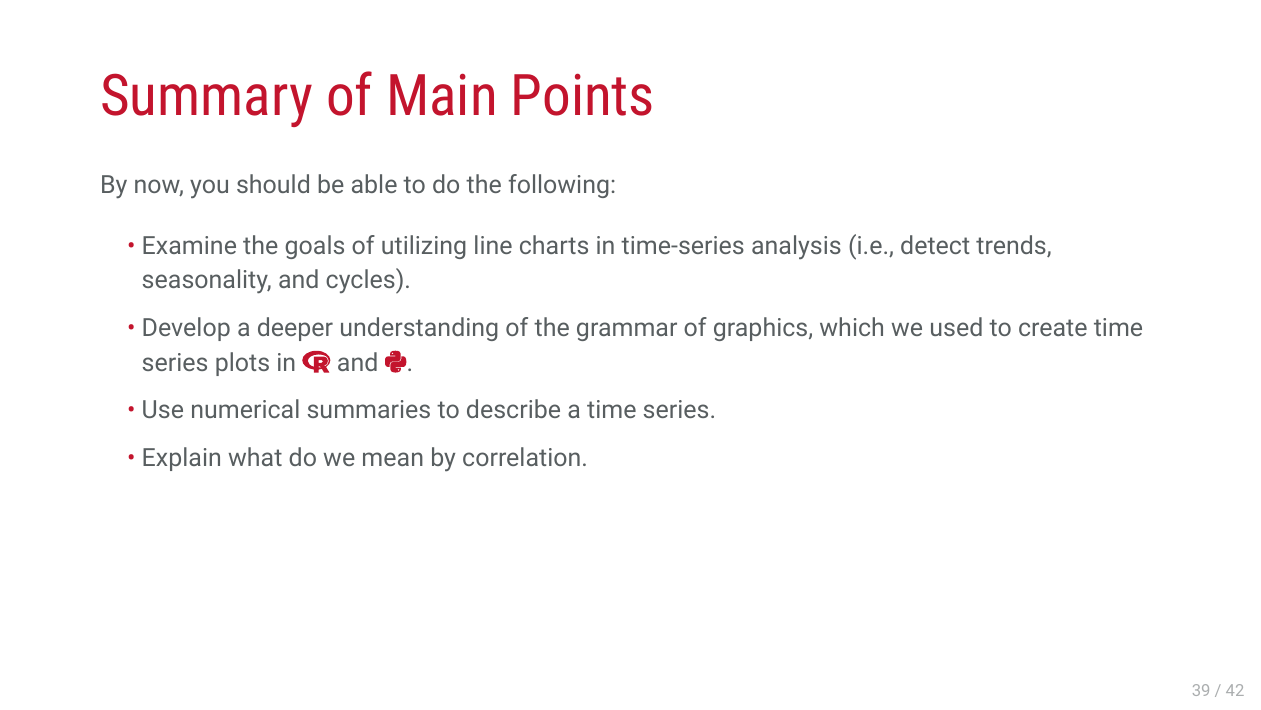 Summary of Main Points
By now, you should be able to do the following:
• Examine the goals of utilizing line charts in time-series analysis (i.e., detect trends,
seasonality, and cycles).
• Develop a deeper understanding of the grammar of graphics, which we used to create time
series plots in R and .
• Use numerical summaries to describe a time series.
• Explain what do we mean by correlation.
39 / 42